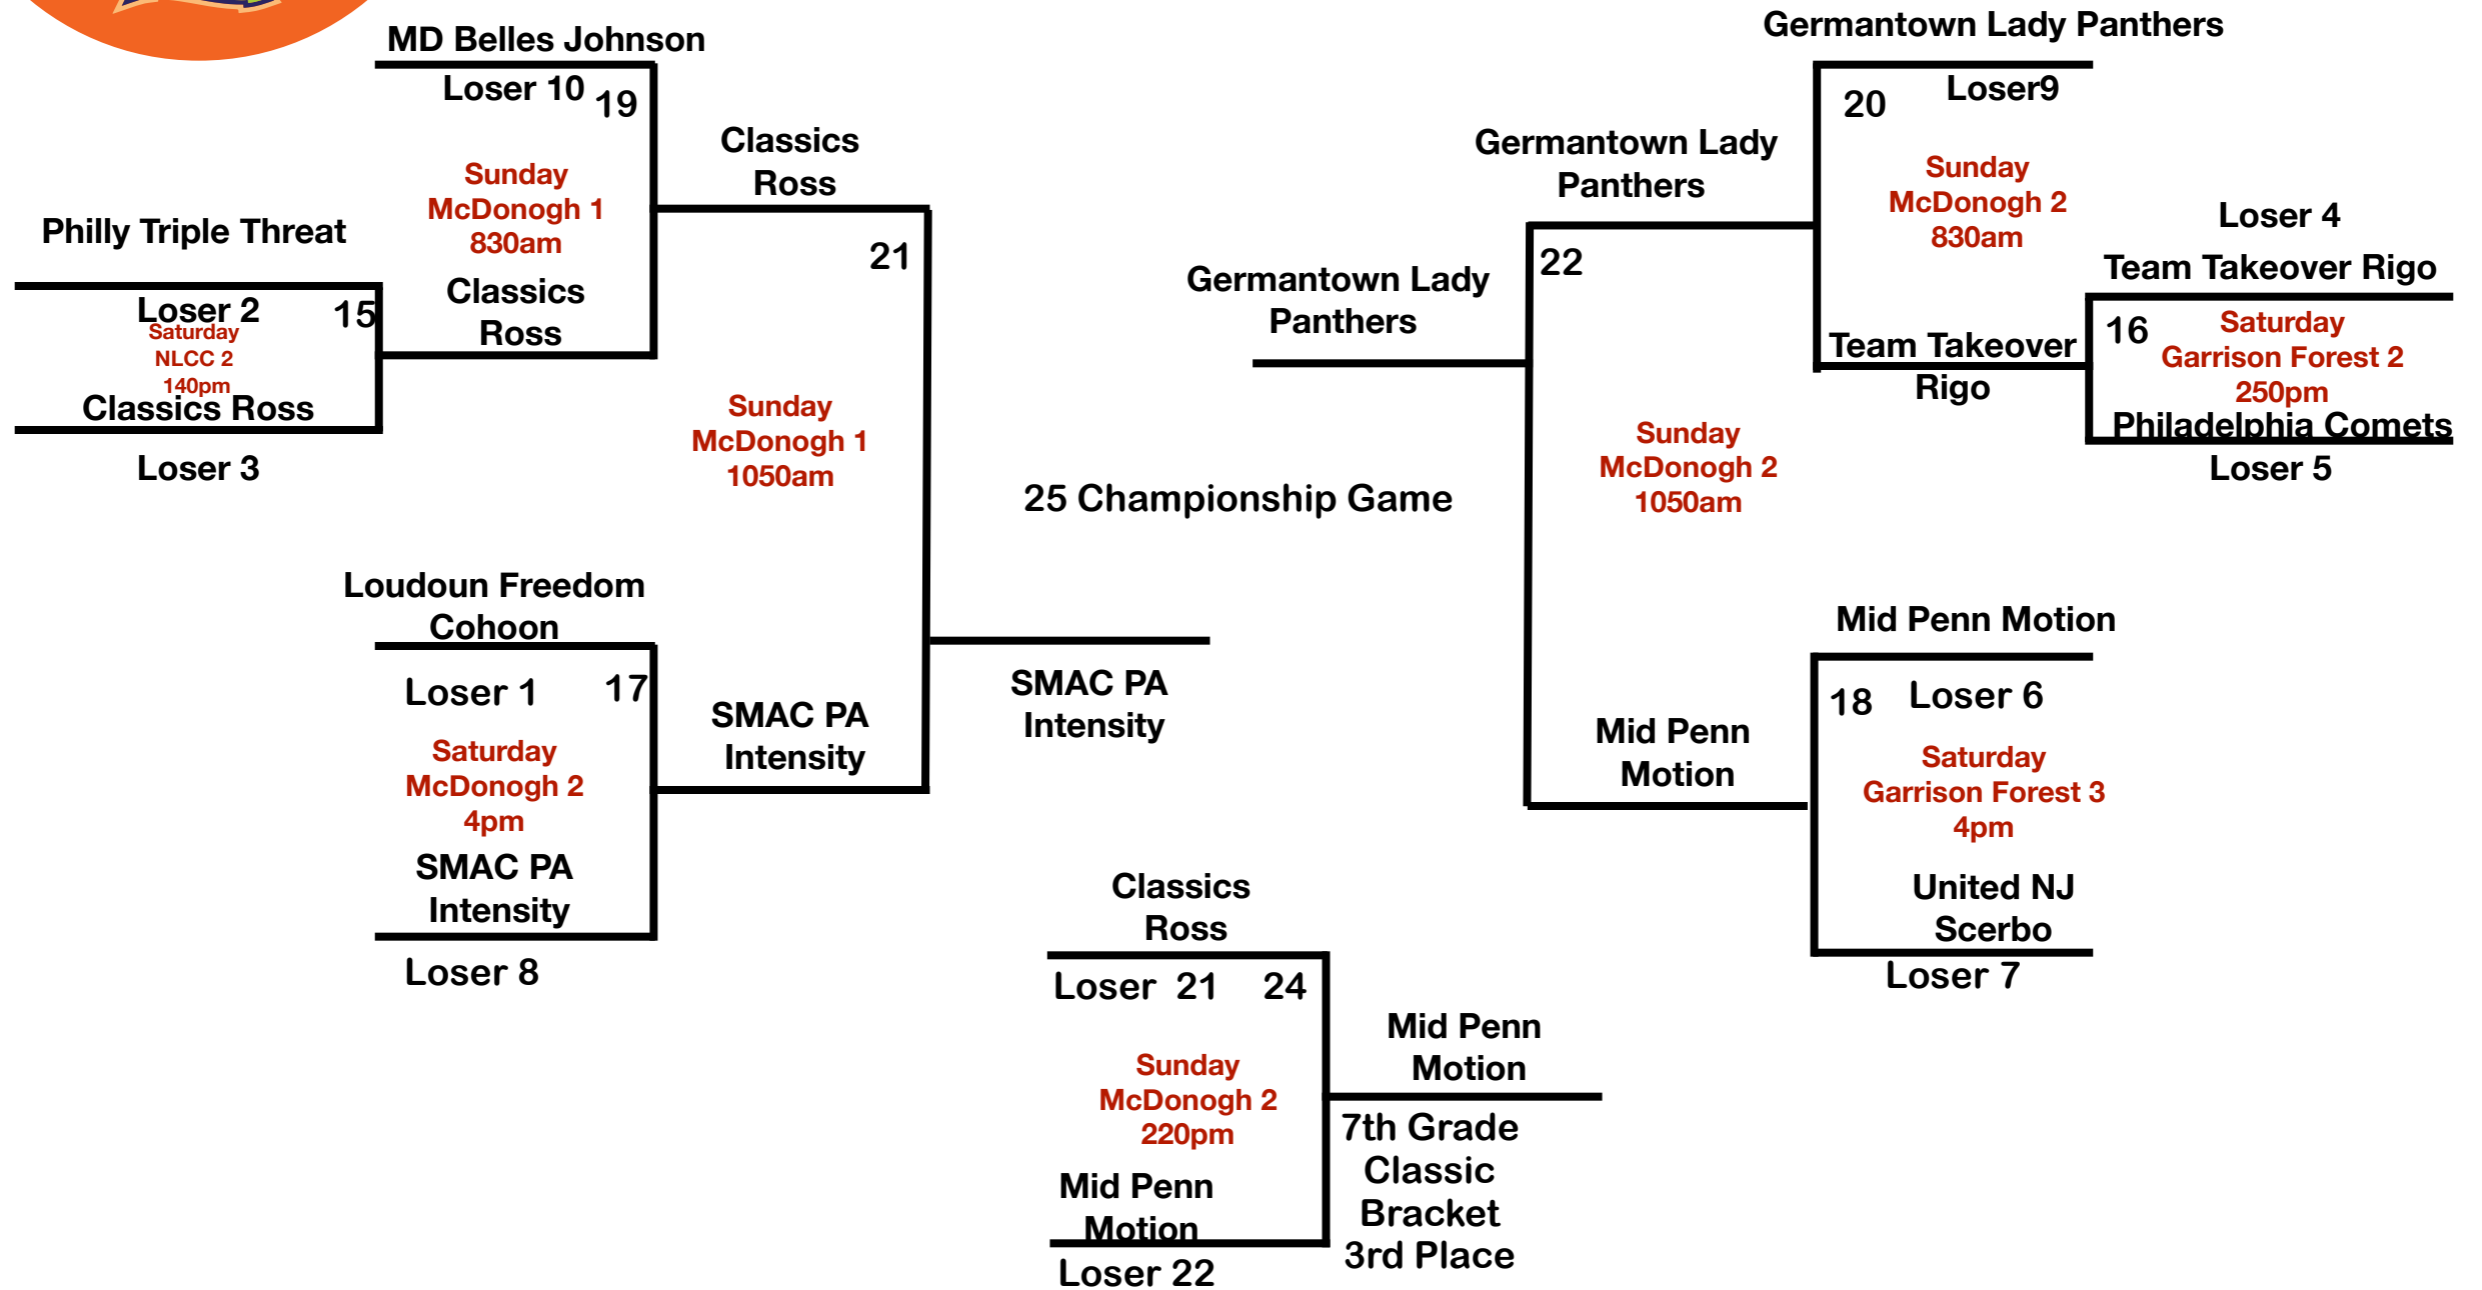 MD Belles Johnson
Loser 10
19
Sunday
McDonogh 1
830am
Classics
Ross
Philly Triple Threat
Loser 2
15
Saturday
NLCC 2
140pm
Classics Ross
Loser 3
Classics
Ross
21
Sunday
McDonogh 1
1050am
Loudoun Freedom
Cohoon
Loser 1
17
Saturday
McDonogh 2
4pm
SMAC PA
Intensity
Loser 8
SMAC PA
Intensity
SMAC PA
Intensity
25 Championship Game
Germantown Lady
Panthers
Germantown Lady
Panthers
22
Sunday
McDonogh 2
1050am
Germantown Lady Panthers
Loser9
20
Sunday
McDonogh 2
830am
Team Takeover
Rigo
Loser 4
Team Takeover Rigo
16
Saturday
Garrison Forest 2
250pm
Philadelphia Comets
Loser 5
Mid Penn
Motion
Mid Penn Motion
18
Loser 6
Saturday
Garrison Forest 3
4pm
United NJ
Scerbo
Loser 7
Classics
Ross
Loser 21
24
Sunday
McDonogh 2
220pm
Mid Penn
Motion
Loser 22
Mid Penn
Motion
7th Grade
Classic
Bracket
3rd Place